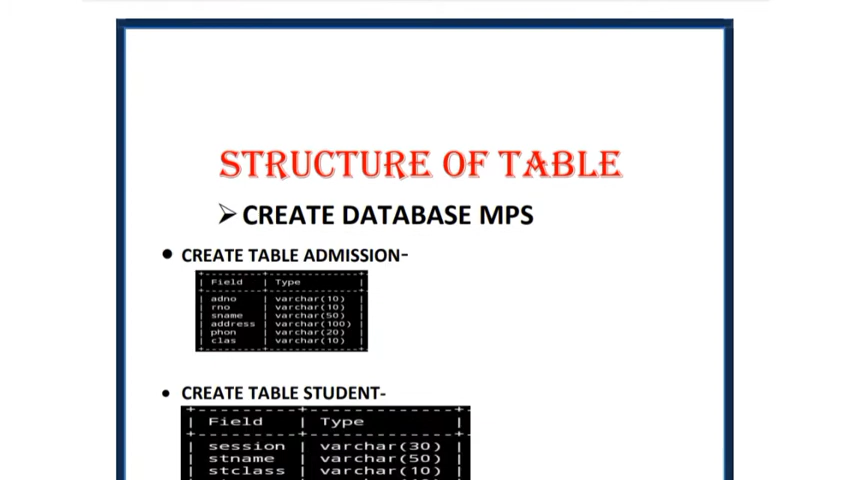 STRUCTURE OF TABLE
➢ CREATE DATABASE MPS
• CREATE TABLE ADMISSION-
+---------+--------------+
| Field | Type |
+---------+--------------+
| adno | varchar(10) |
| rno | varchar(10) |
| sname | varchar(50) |
| address | varchar(100) |
| phon | varchar(20) |
| clas | varchar(10) |
+---------+--------------+
• CREATE TABLE STUDENT-
+---------+-------------+
| Field | Type |
+---------+-------------+
| session | varchar(30) |
| stname | varchar(50) |
| stclass | varchar(10) |